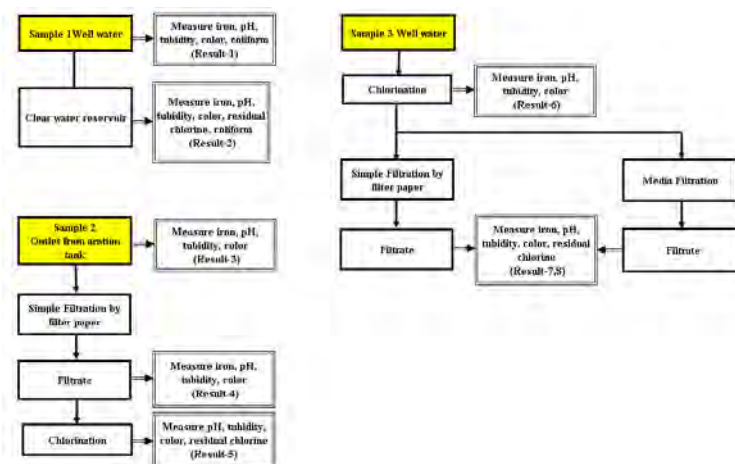 Sample 1Well water
Measure iron, pH,
tubidity, color, coliform
(Result-1)
Clear water reservoir
Measure iron, pH,
tubidity, color, residual
chlorine, coliform
(Result-2)
Sample 2
Outlet from aration
tank
Measure iron, pH,
tubidity, color
(Result-3)
Simple Filtration by
filter paper
Filtrate
Measure iron, pH,
tubidity, color
(Result-4)
Chlorination
Measure pH, tubidity,
color, residual chlorine
(Result-5)
Sample 3 Well water
Chlorination
Measure iron, pH,
tubidity, color
(Result-6)
Simple Filtration by
filter paper
Media Filtration
Filtrate
Measure iron, pH,
tubidity, color, residual
chlorine
(Result-7,8)
Filtrate